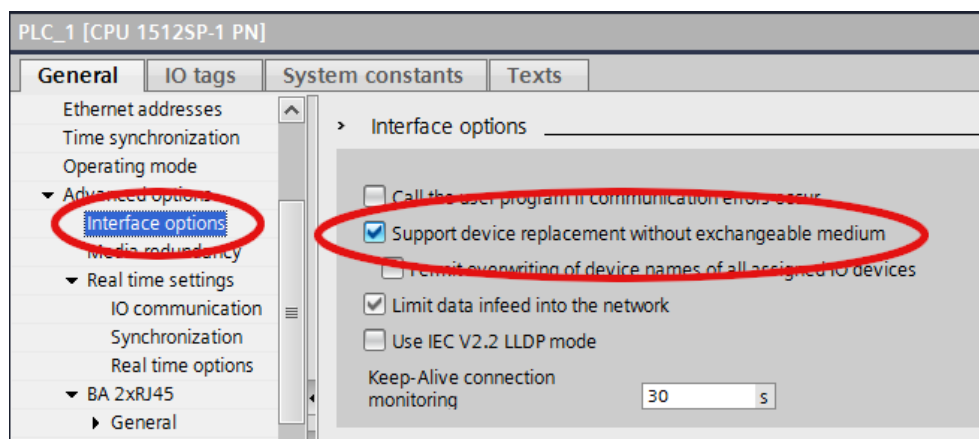 PLC_1 [CPU 1512SP-1 PN]
General IO tags System constants Texts
Ethernet addresses
Time synchronization
Operating mode
Advanced options
Interface options
Media redundancy
Real time settings
IO communication
Synchronization
Real time options
BA 2xRJ45
General
Interface options
Call the user program if communication errors occur
Support device replacement without exchangeable medium
Permit overwriting of device names of all assigned IO devices
Limit data infeed into the network
Use IEC V2.2 LLDP mode
Keep-Alive connection
monitoring 30 s